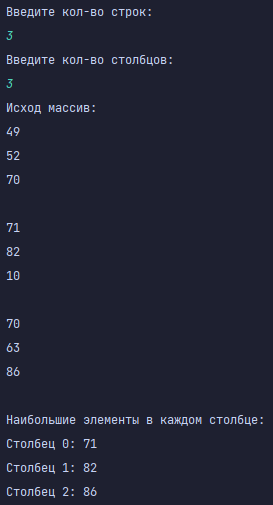 Введите кол-во строк:
3
Введите кол-во столбцов:
3
Исход массив:
49
52
70
71
82
10
70
63
86
Наибольшие элементы в каждом столбце:
Столбец 0: 71
Столбец 1: 82
Столбец 2: 86